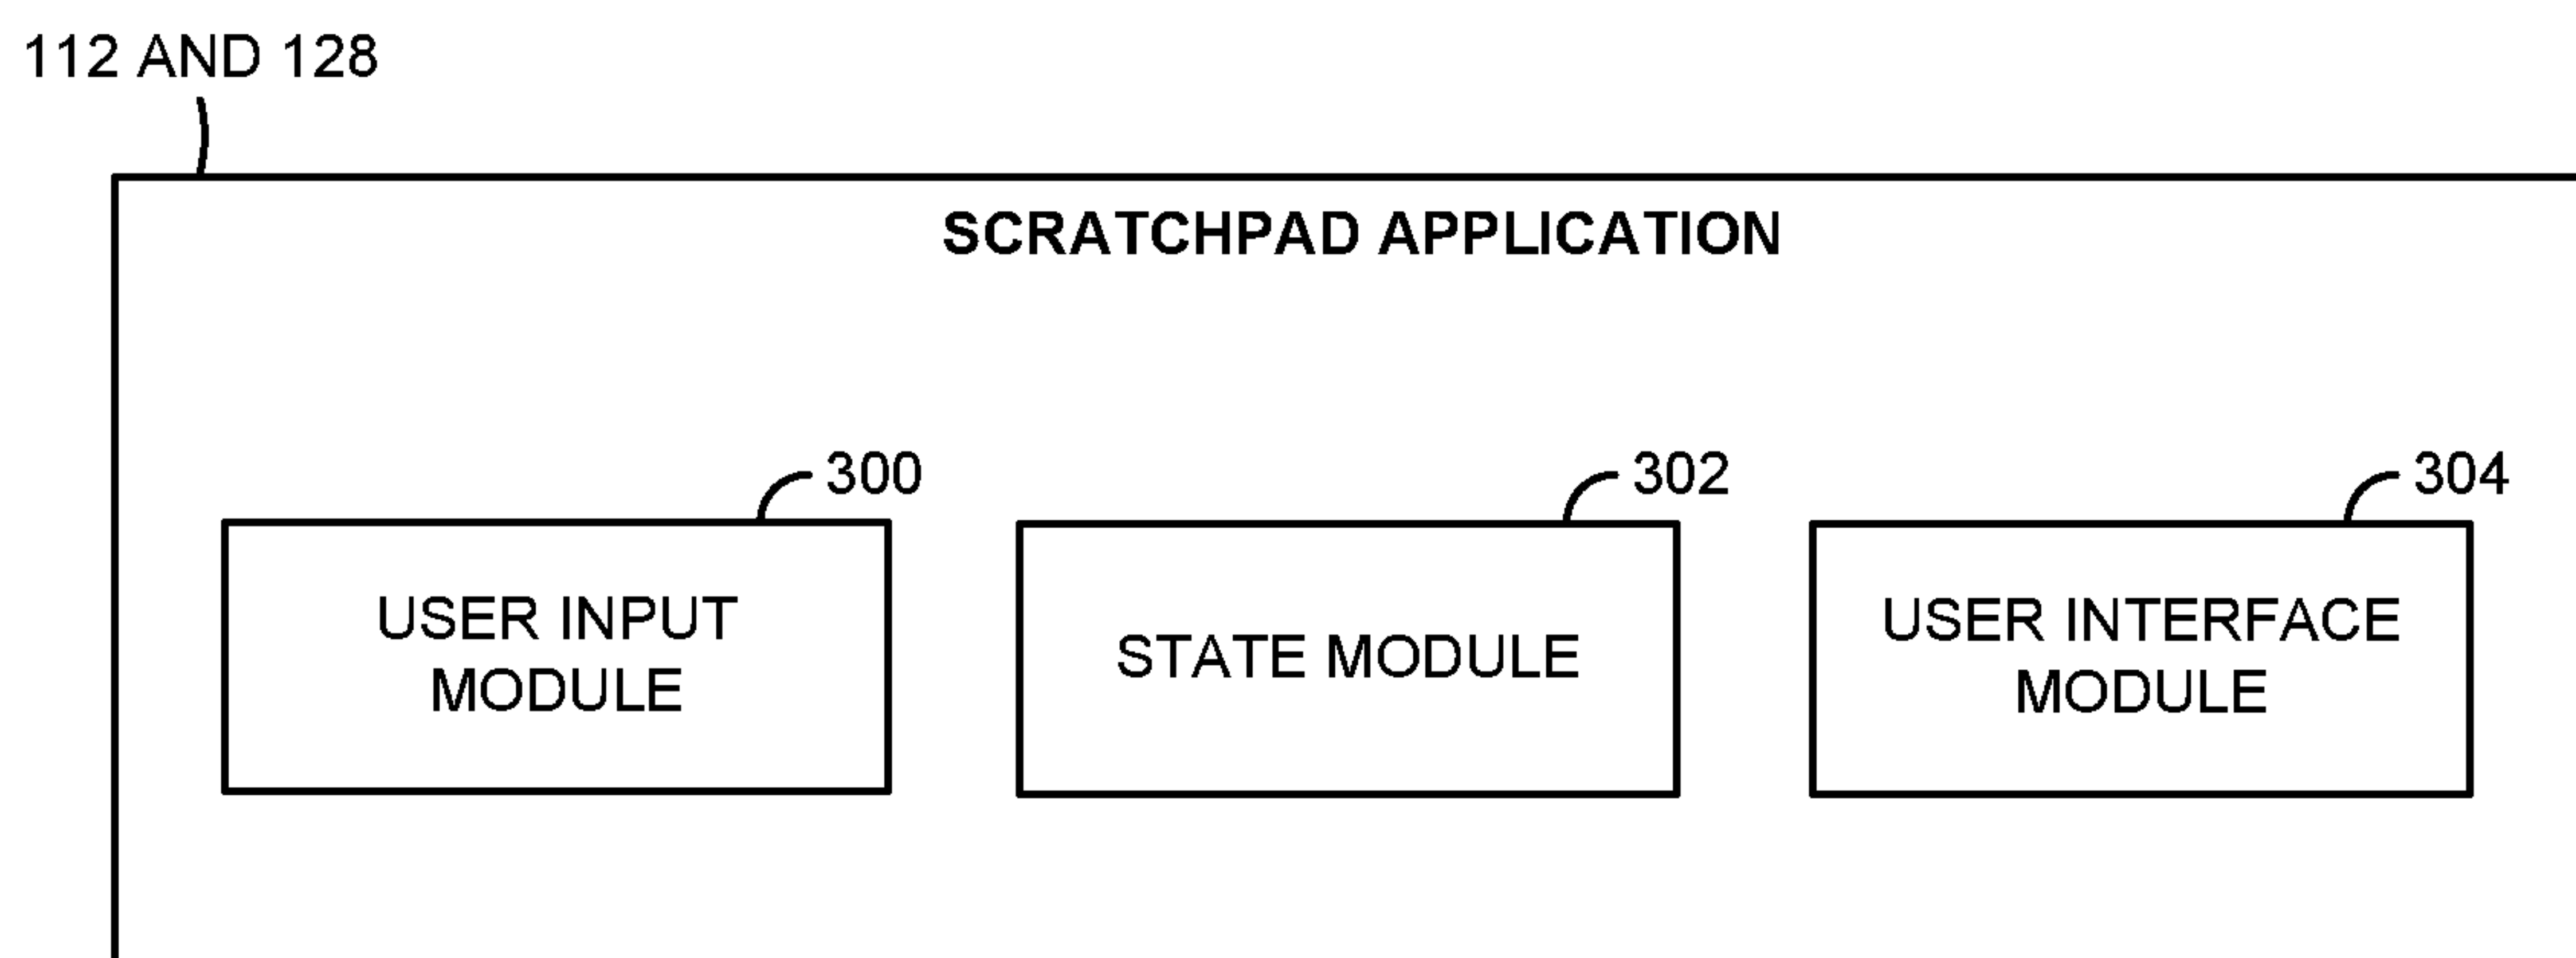 112 AND 128
SCRATCHPAD APPLICATION
300
302
304
USER INPUT
MODULE
STATE MODULE
USER INTERFACE
MODULE